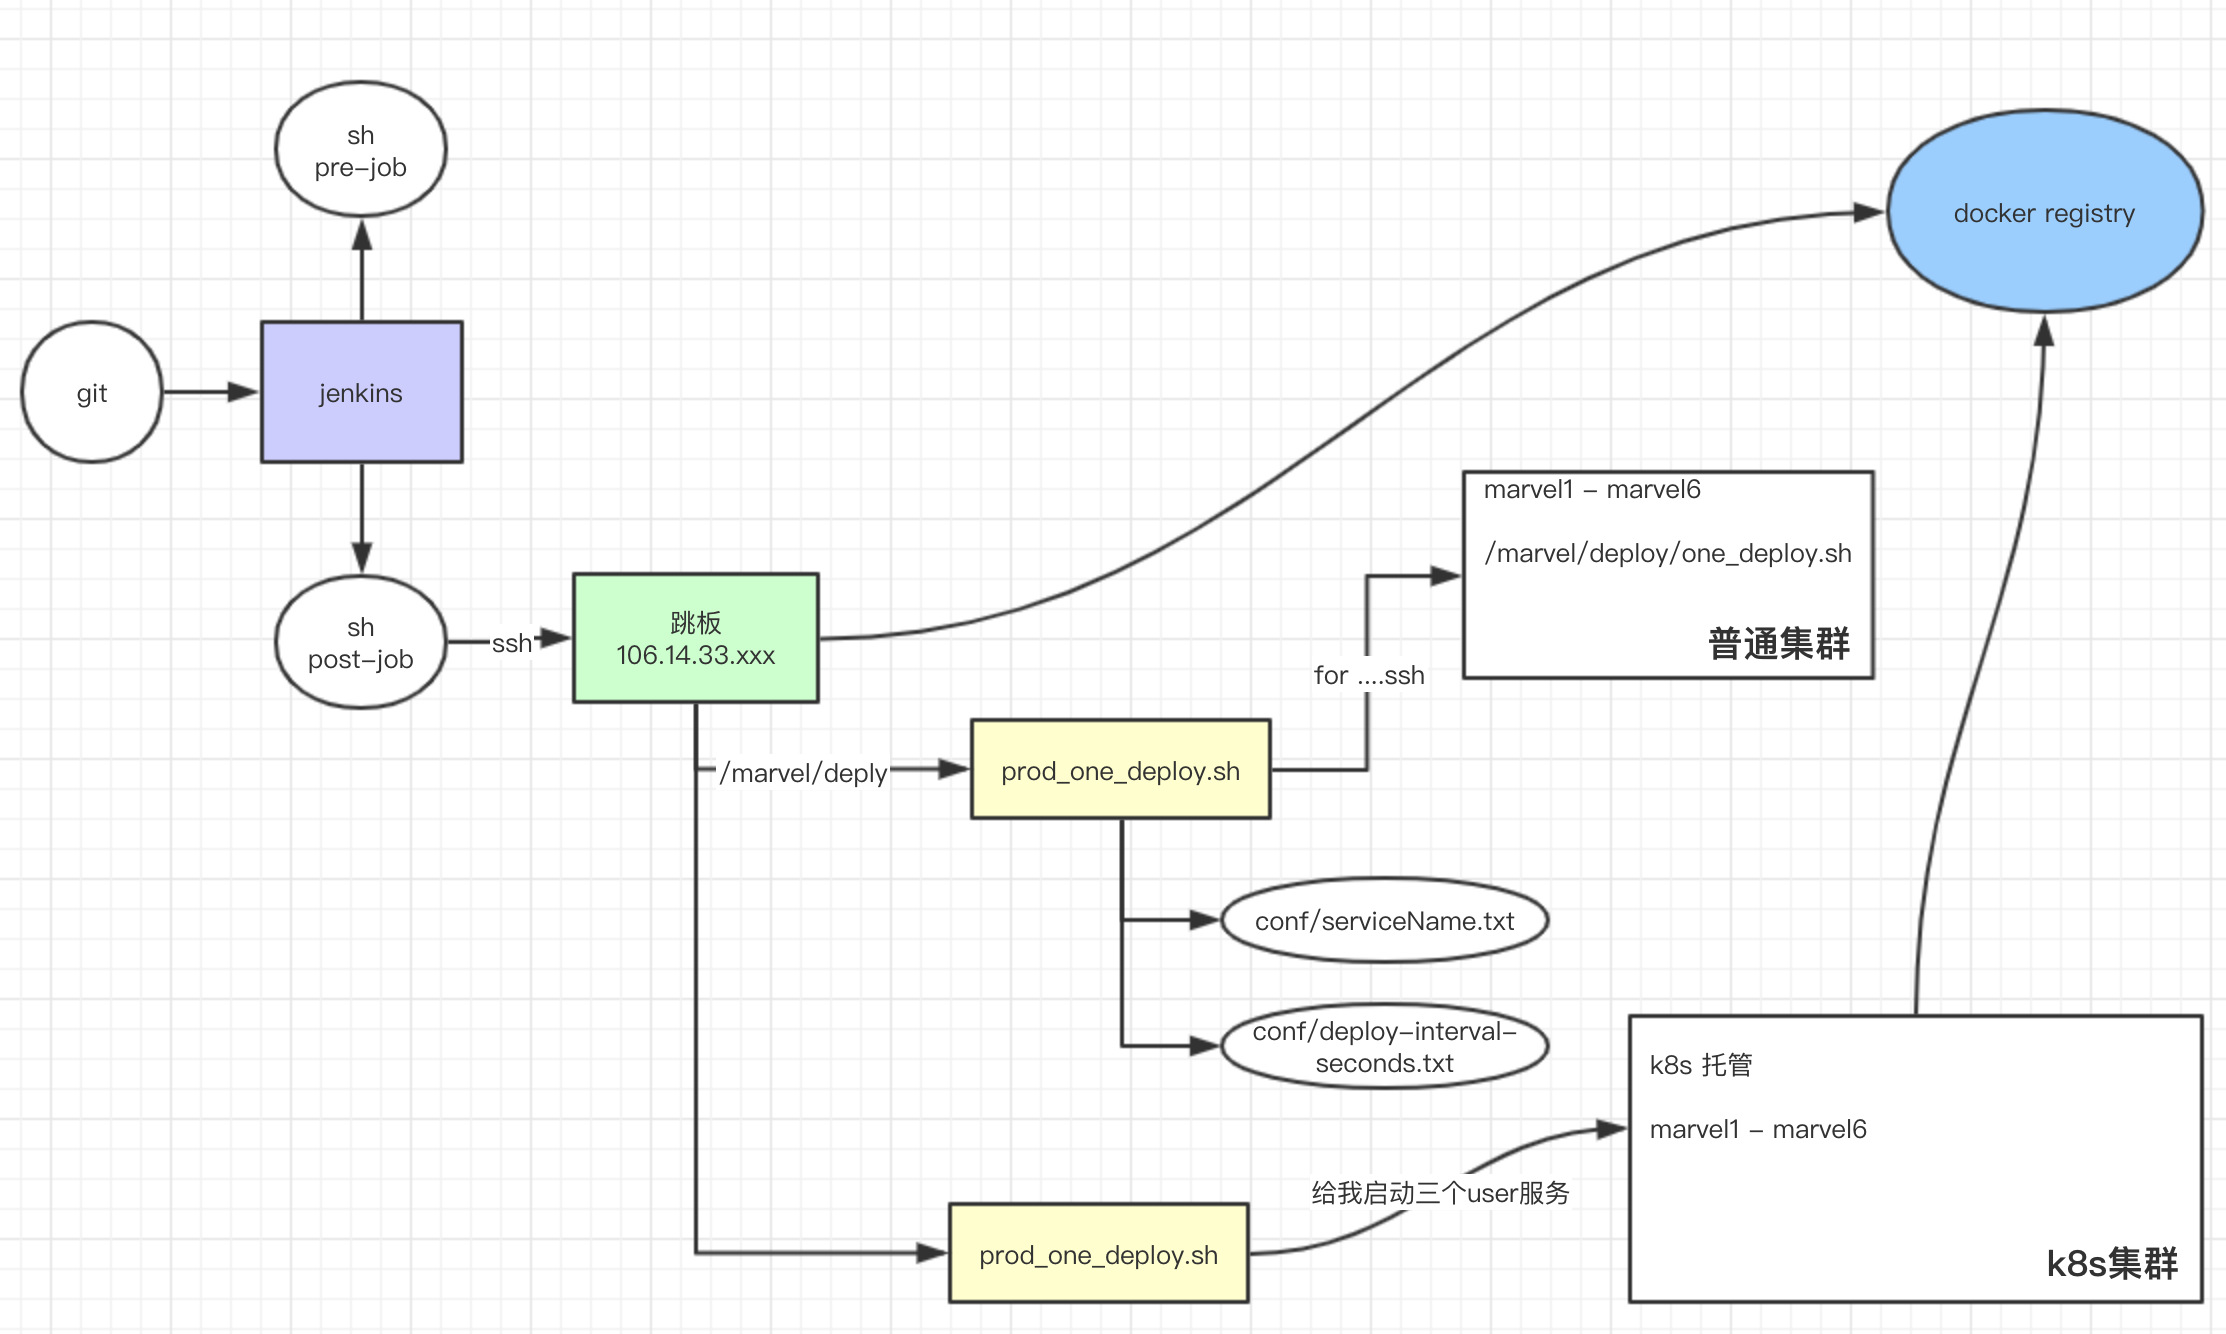 sh
pre-job
docker registry
git
jenkins
marvel1 - marvel6
/marvel/deploy/one_deploy.sh
普通集群
sh
post-job
ssh
跳板
106.14.33.xxx
for ....ssh
/marvel/deply
prod_one_deploy.sh
conf/serviceName.txt
conf/deploy-interval-
seconds.txt
k8s 托管
marvel1 - marvel6
给我启动三个user服务
prod_one_deploy.sh
k8s集群